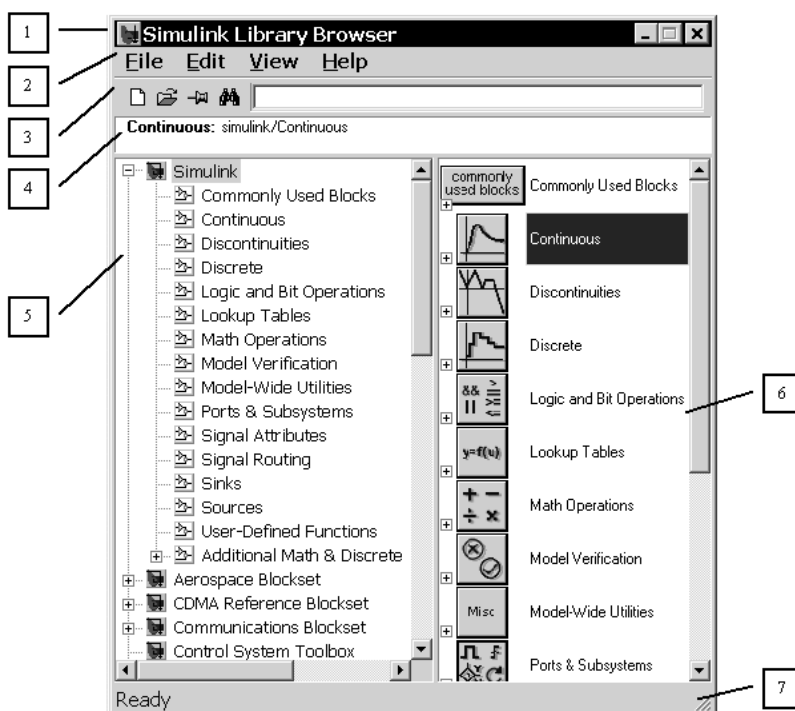 1
Simulink Library Browser
2
File Edit View Help
3
4
Continuous: simulink/Continuous
5
Simulink
Commonly Used Blocks
Continuous
Discontinuities
Discrete
Logic and Bit Operations
Lookup Tables
Math Operations
Model Verification
Model-Wide Utilities
Ports & Subsystems
Signal Attributes
Signal Routing
Sinks
Sources
User-Defined Functions
Additional Math & Discrete
Aerospace Blockset
CDMA Reference Blockset
Communications Blockset
Control System Toolbox
commonly
used blocks
Commonly Used Blocks
Continuous
Discontinuities
Discrete
&& > >= || <=
Logic and Bit Operations
y=f(u)
Lookup Tables
+ − ÷ ×
Math Operations
Model Verification
Misc
Model-Wide Utilities
Ports & Subsystems
6
Ready
7